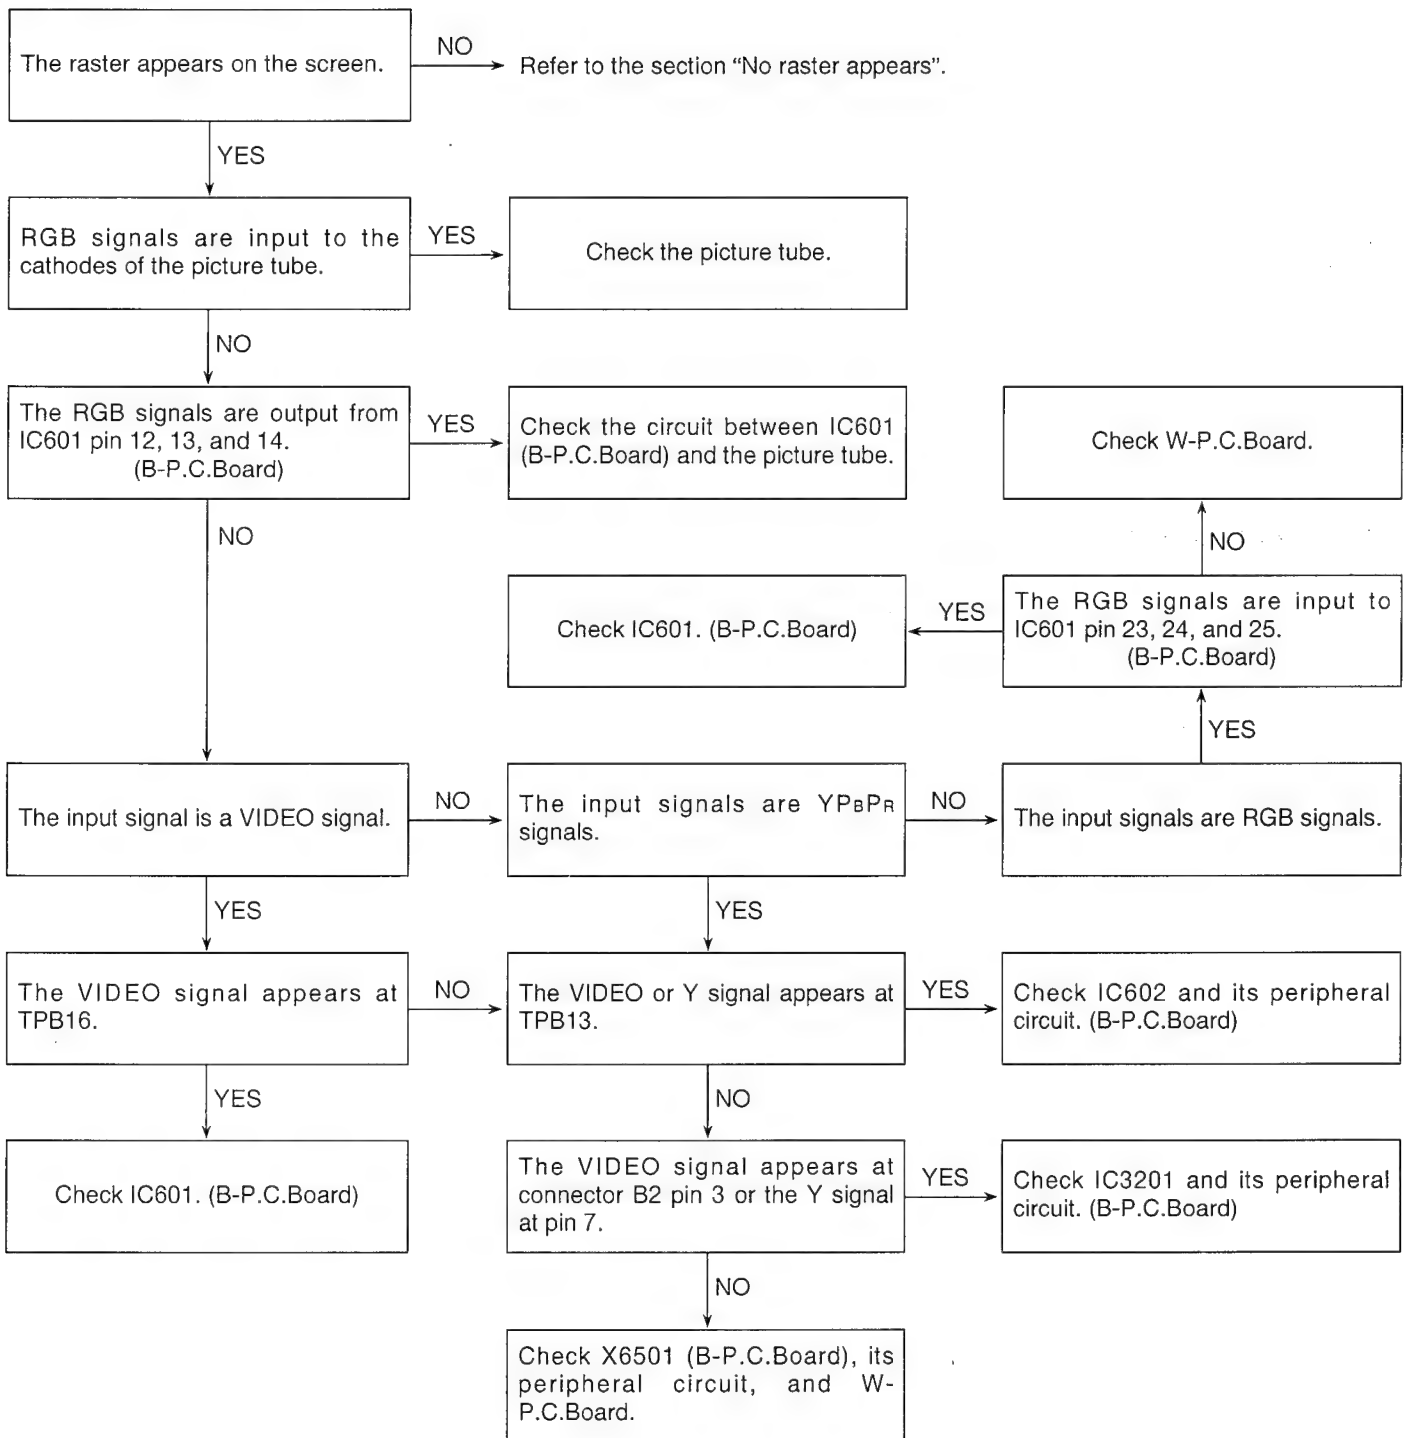 The raster appears on the screen.
NO
Refer to the section “No raster appears”.
YES
RGB signals are input to the
cathodes of the picture tube.
YES
Check the picture tube.
NO
The RGB signals are output from
IC601 pin 12, 13, and 14.
(B-P.C.Board)
YES
Check the circuit between IC601
(B-P.C.Board) and the picture tube.
Check W-P.C.Board.
NO
NO
Check IC601. (B-P.C.Board)
YES
The RGB signals are input to
IC601 pin 23, 24, and 25.
(B-P.C.Board)
YES
The input signal is a VIDEO signal.
NO
The input signals are YPBPR
signals.
NO
The input signals are RGB signals.
YES
YES
The VIDEO signal appears at
TPB16.
NO
The VIDEO or Y signal appears at
TPB13.
YES
Check IC602 and its peripheral
circuit. (B-P.C.Board)
YES
NO
Check IC601. (B-P.C.Board)
The VIDEO signal appears at
connector B2 pin 3 or the Y signal
at pin 7.
YES
Check IC3201 and its peripheral
circuit. (B-P.C.Board)
NO
Check X6501 (B-P.C.Board), its
peripheral circuit, and W-
P.C.Board.